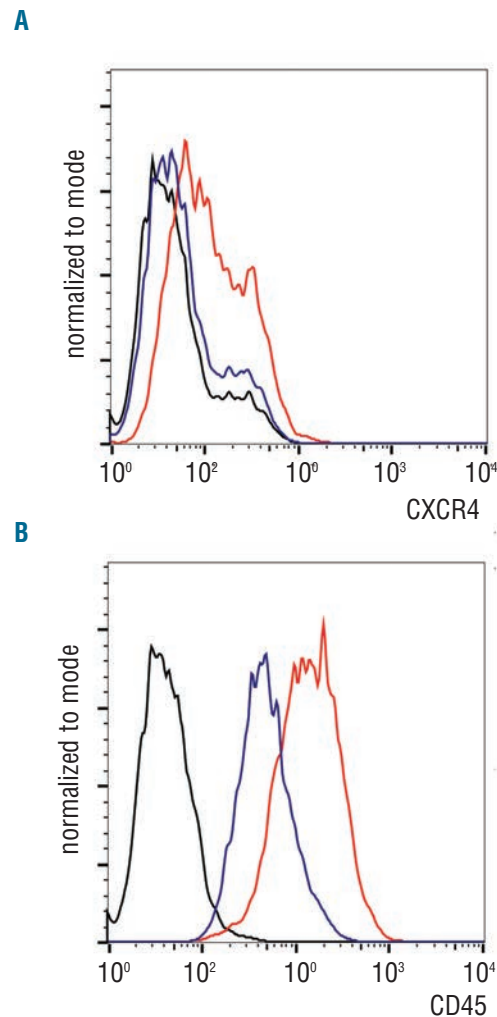 A
normalized to mode
10⁰ 10² 10⁰ 10³ 10⁴
CXCR4
B
normalized to mode
10⁰ 10² 10⁰ 10³ 10⁴
CD45